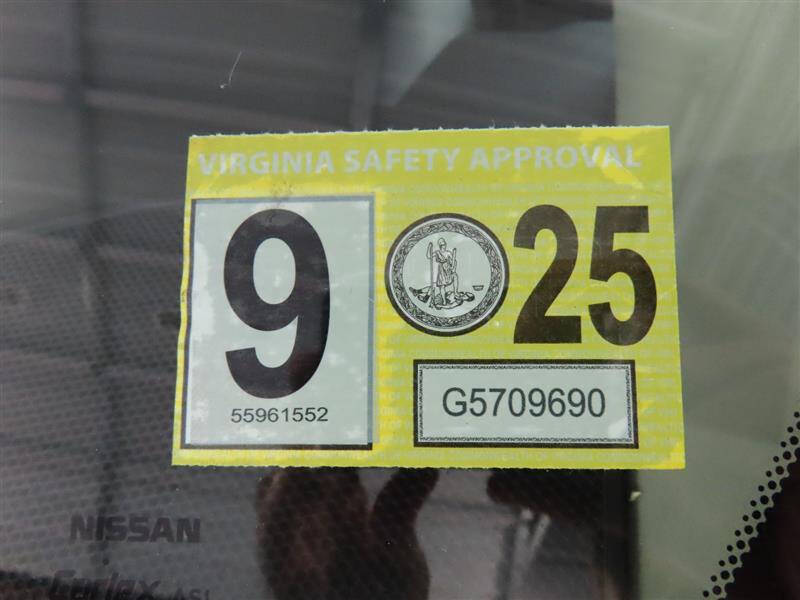 VIRGINIA SAFETY APPROVAL
9
25
55961552
G5709690
NISSAN